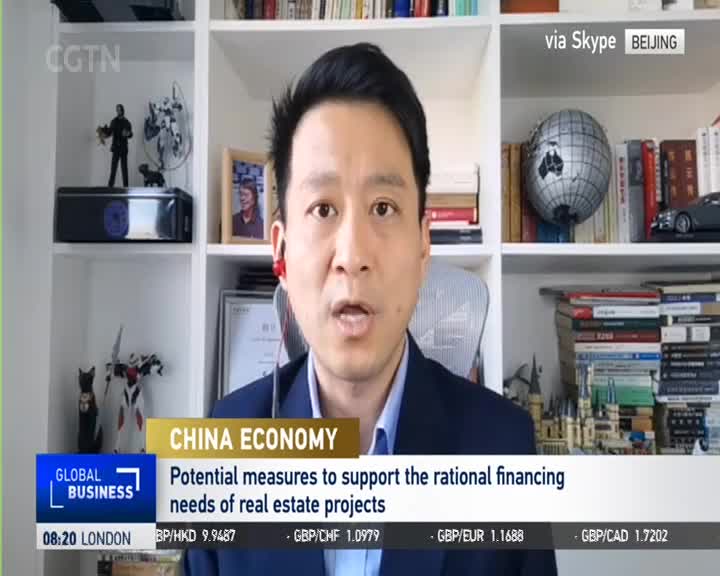 CGTN
via Skype BEIJING
CHINA ECONOMY
GLOBAL
BUSINESS
Potential measures to support the rational financing
needs of real estate projects
08:20 LONDON
BP/HKD 9.9487 · GBP/CHF 1.0979 · GBP/EUR 1.1688 · GBP/CAD 1.7202